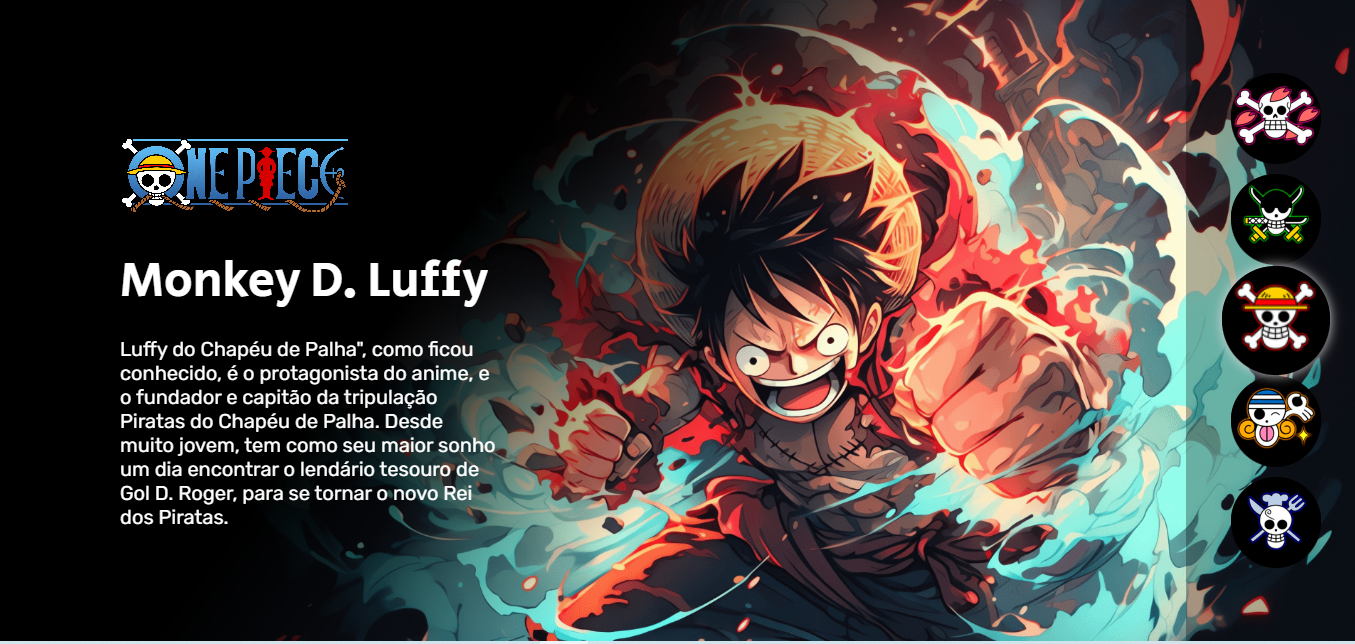 ONE PIECE
Monkey D. Luffy
Luffy do Chapéu de Palha", como ficou
conhecido, é o protagonista do anime, e
o fundador e capitão da tripulação
Piratas do Chapéu de Palha. Desde
muito jovem, tem como seu maior sonho
um dia encontrar o lendário tesouro de
Gol D. Roger, para se tornar o novo Rei
dos Piratas.